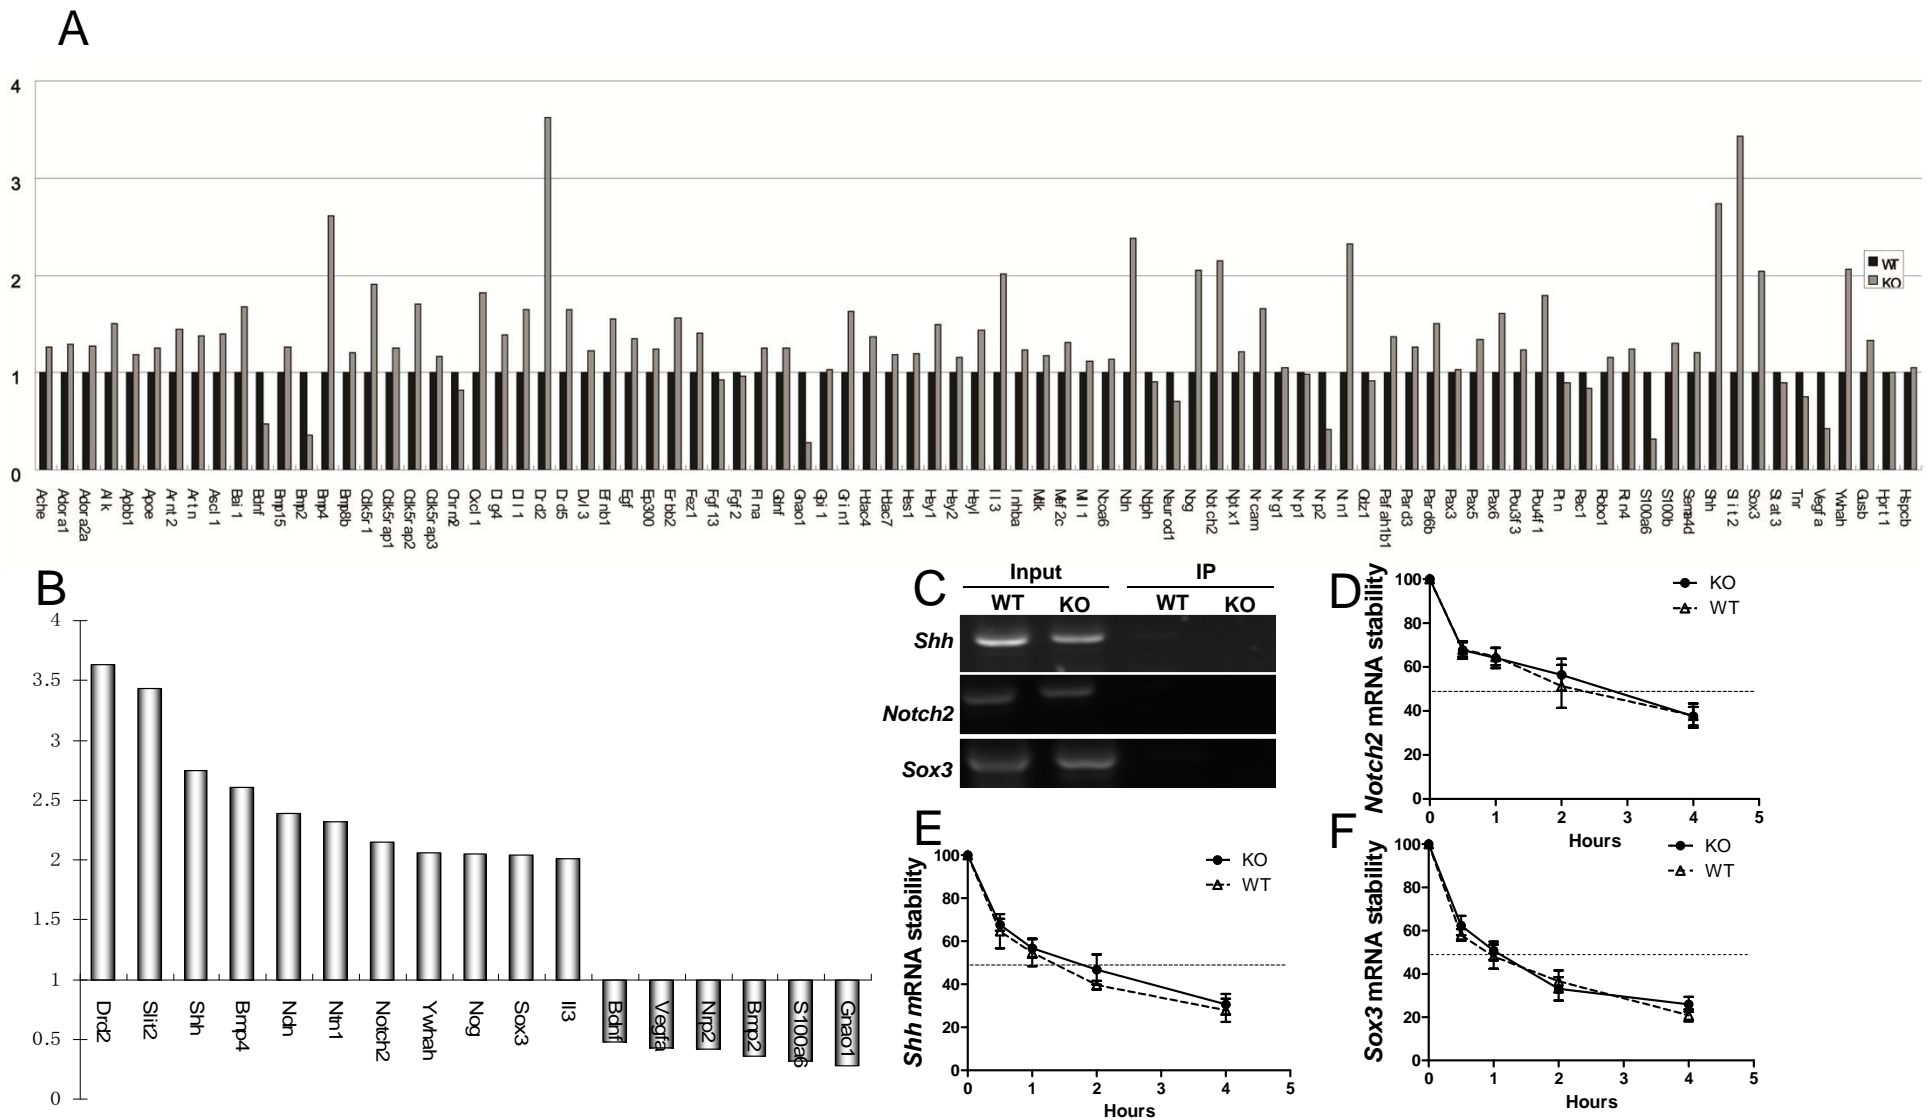 A
4
3
2
1
0
WT
KO
Ache
Adora1
Adora2a
Alk
Apbb1
Apoe
Arnt2
Artn
Ascl1
Bai1
Bdnf
Bmp15
Bmp2
Bmp4
Bmp8b
Cdk5r1
Cdk5rap1
Cdk5rap2
Cdk5rap3
Chrm2
Cxcl1
Dlg4
Dll1
Drd2
Drd5
Dvl3
Efnb1
Egf
Ep300
Erbb2
Fez1
Fgf13
Fgf2
Flna
Gdnf
Gnao1
Gpi1
Grin1
Hdac4
Hdac7
Hes1
Hey1
Hey2
Heyl
Il3
Inhba
Mdk
Mef2c
Mll1
Ncoa6
Ndn
Ndph
Neurod1
Nog
Notch2
Nptx1
Nrcam
Nrg1
Nrp1
Nrp2
Ntn1
Odz1
Pafah1b1
Pard3
Pard6b
Pax3
Pax5
Pax6
Pou3f3
Pou4f1
Ptn
Rac1
Robo1
Rtn4
S100a6
S100b
Sema4d
Shh
Slit2
Sox3
Stat3
Tnr
Vegfa
Ywhah
Gusb
Hprt1
Hspcb
B
4
3.5
3
2.5
2
1.5
1
0.5
0
Drd2
Slit2
Shh
Bmp4
Ndn
Ntn1
Notch2
Ywhah
Nog
Sox3
Il3
Bdnf
Vegfa
Nrp2
Bmp2
S100a6
Gnao1
C
Input IP
WT KO WT KO
Shh
Notch2
Sox3
D
Notch2 mRNA stability
100
80
60
40
20
0
0 1 2 3 4 5
Hours
KO
WT
E
Shh mRNA stability
100
80
60
40
20
0
0 1 2 3 4 5
Hours
KO
WT
F
Sox3 mRNA stability
100
80
60
40
20
0
0 1 2 3 4 5
Hours
KO
WT